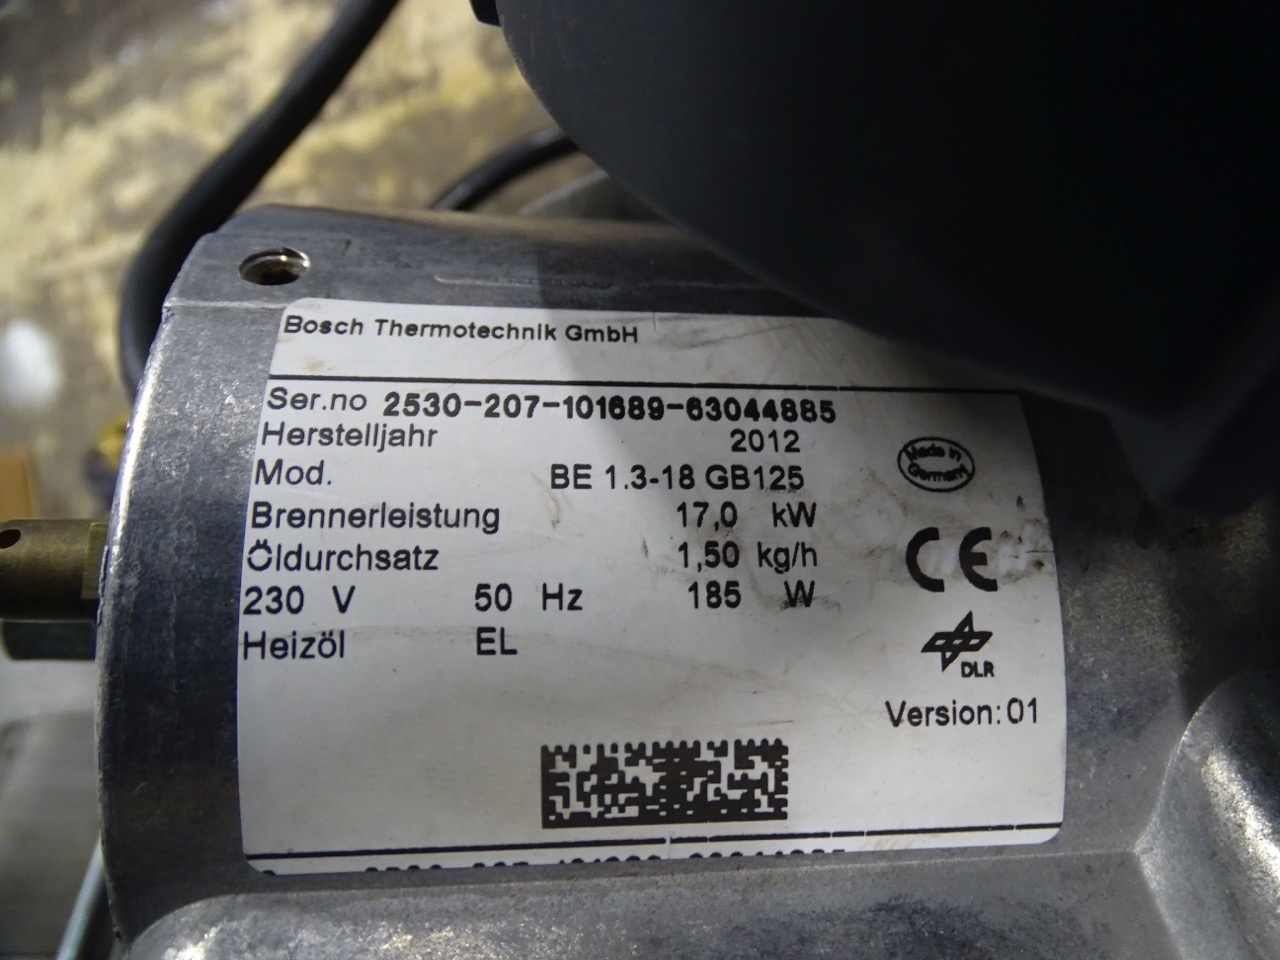 Bosch Thermotechnik GmbH
Ser.no 2530-207-101689-63044885
Herstelljahr 2012
Mod. BE 1.3-18 GB125
Made in Germany
Brennerleistung 17,0 kW
Öldurchsatz 1,50 kg/h
CE
230 V 50 Hz 185 W
Heizöl EL
DLR
Version: 01